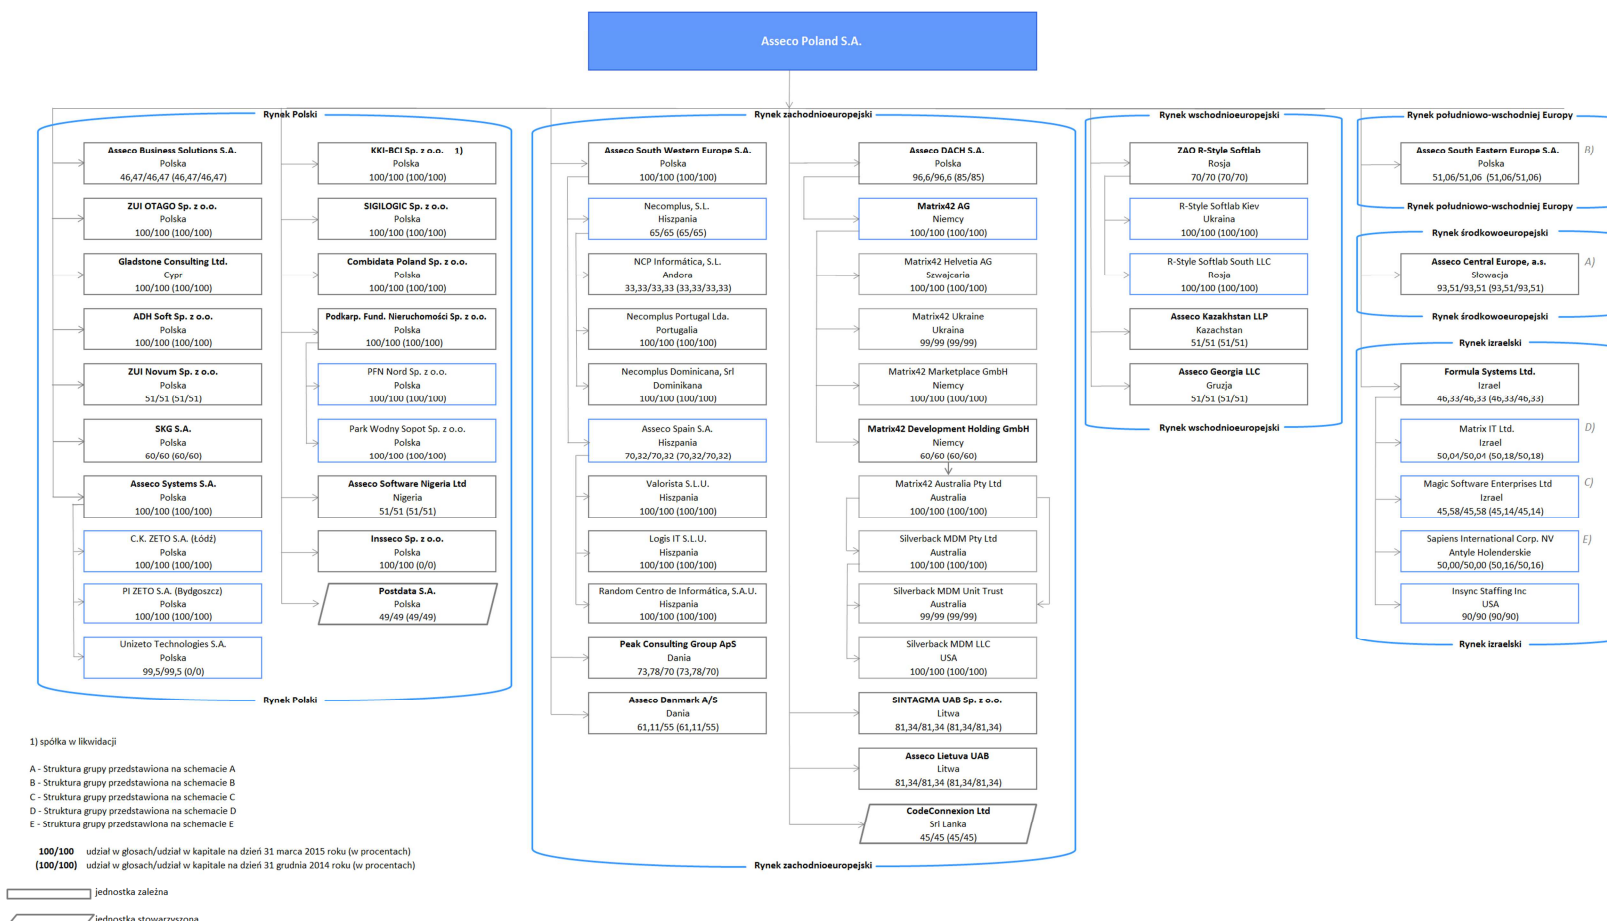 Asseco Poland S.A.
Rynek Polski
Asseco Business Solutions S.A.
Polska
46,47/46,47 (46,47/46,47)
ZUI OTAGO Sp. z o.o.
Polska
100/100 (100/100)
Gladstone Consulting Ltd.
Cypr
100/100 (100/100)
ADH Soft Sp. z o.o.
Polska
100/100 (100/100)
ZUI Novum Sp. z o.o.
Polska
51/51 (51/51)
SKG S.A.
Polska
60/60 (60/60)
Asseco Systems S.A.
Polska
100/100 (100/100)
C.K. ZETO S.A. (Łódź)
Polska
100/100 (100/100)
PI ZETO S.A. (Bydgoszcz)
Polska
100/100 (100/100)
Unizeto Technologies S.A.
Polska
99,5/99,5 (0/0)
KKI-BCI Sp. z o.o. 1)
Polska
100/100 (100/100)
SIGILOGIC Sp. z o.o.
Polska
100/100 (100/100)
Combidata Poland Sp. z o.o.
Polska
100/100 (100/100)
Podkarp. Fund. Nieruchomości Sp. z o.o.
Polska
100/100 (100/100)
PFN Nord Sp. z o.o.
Polska
100/100 (100/100)
Park Wodny Sopot Sp. z o.o.
Polska
100/100 (100/100)
Asseco Software Nigeria Ltd
Nigeria
51/51 (51/51)
Insseco Sp. z o.o.
Polska
100/100 (0/0)
Postdata S.A.
Polska
49/49 (49/49)
Rynek Polski
Rynek zachodnioeuropejski
Asseco South Western Europe S.A.
Polska
100/100 (100/100)
Necomplus, S.L.
Hiszpania
65/65 (65/65)
NCP Informática, S.L.
Andora
33,33/33,33 (33,33/33,33)
Necomplus Portugal Lda.
Portugalia
100/100 (100/100)
Necomplus Dominicana, Srl
Dominikana
100/100 (100/100)
Asseco Spain S.A.
Hiszpania
70,32/70,32 (70,32/70,32)
Valorista S.L.U.
Hiszpania
100/100 (100/100)
Logis IT S.L.U.
Hiszpania
100/100 (100/100)
Random Centro de Informática, S.A.U.
Hiszpania
100/100 (100/100)
Peak Consulting Group ApS
Dania
73,78/70 (73,78/70)
Asseco Danmark A/S
Dania
61,11/55 (61,11/55)
Asseco DACH S.A.
Polska
96,6/96,6 (85/85)
Matrix42 AG
Niemcy
100/100 (100/100)
Matrix42 Helvetia AG
Szwajcaria
100/100 (100/100)
Matrix42 Ukraine
Ukraina
99/99 (99/99)
Matrix42 Marketplace GmbH
Niemcy
100/100 (100/100)
Matrix42 Development Holding GmbH
Niemcy
60/60 (60/60)
Matrix42 Australia Pty Ltd
Australia
100/100 (100/100)
Silverback MDM Pty Ltd
Australia
100/100 (100/100)
Silverback MDM Unit Trust
Australia
99/99 (99/99)
Silverback MDM LLC
USA
100/100 (100/100)
SINTAGMA UAB Sp. z o.o.
Litwa
81,34/81,34 (81,34/81,34)
Asseco Lietuva UAB
Litwa
81,34/81,34 (81,34/81,34)
CodeConnexion Ltd
Sri Lanka
45/45 (45/45)
Rynek zachodnioeuropejski
Rynek wschodnioeuropejski
ZAO R-Style Softlab
Rosja
70/70 (70/70)
R-Style Softlab Kiev
Ukraina
100/100 (100/100)
R-Style Softlab South LLC
Rosja
100/100 (100/100)
Asseco Kazakhstan LLP
Kazachstan
51/51 (51/51)
Asseco Georgia LLC
Gruzja
51/51 (51/51)
Rynek wschodnioeuropejski
Rynek południowo-wschodniej Europy
Asseco South Eastern Europe S.A. B)
Polska
51,06/51,06 (51,06/51,06)
Rynek południowo-wschodniej Europy
Rynek środkowoeuropejski
Asseco Central Europe, a.s. A)
Słowacja
93,51/93,51 (93,51/93,51)
Rynek środkowoeuropejski
Rynek izraelski
Formula Systems Ltd.
Izrael
46,33/46,33 (46,33/46,33)
Matrix IT Ltd. D)
Izrael
50,04/50,04 (50,18/50,18)
Magic Software Enterprises Ltd C)
Izrael
45,58/45,58 (45,14/45,14)
Sapiens International Corp. NV E)
Antyle Holenderskie
50,00/50,00 (50,16/50,16)
Insync Staffing Inc
USA
90/90 (90/90)
Rynek izraelski
1) spółka w likwidacji
A - Struktura grupy przedstawiona na schemacie A
B - Struktura grupy przedstawiona na schemacie B
C - Struktura grupy przedstawiona na schemacie C
D - Struktura grupy przedstawiona na schemacie D
E - Struktura grupy przedstawiona na schemacie E
100/100 udział w głosach/udział w kapitale na dzień 31 marca 2015 roku (w procentach)
(100/100) udział w głosach/udział w kapitale na dzień 31 grudnia 2014 roku (w procentach)
jednostka zależna
jednostka stowarzyszona